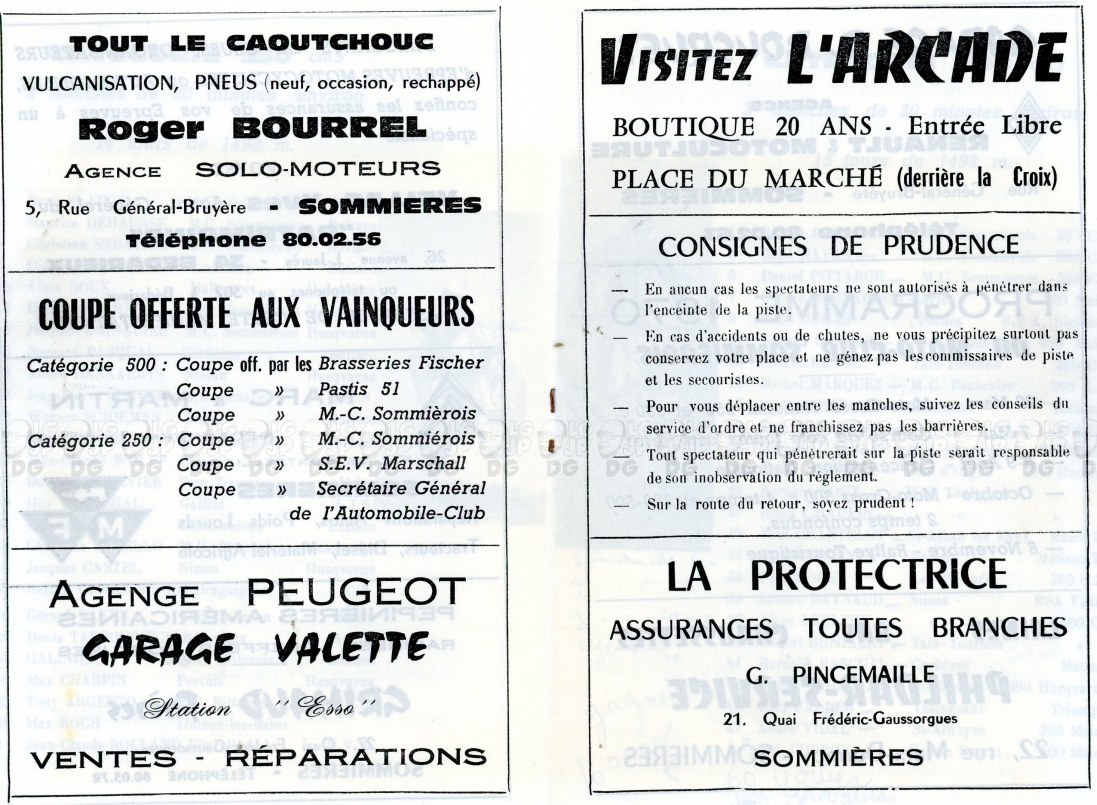 TOUT LE CAOUTCHOUC
VULCANISATION, PNEUS (neuf, occasion, rechappé)
Roger BOURREL
AGENCE SOLO-MOTEURS
5, Rue Général-Bruyère - SOMMIERES
Téléphone 80.02.56
COUPE OFFERTE AUX VAINQUEURS
Catégorie 500 : Coupe off. par les Brasseries Fischer
Coupe » Pastis 51
Coupe » M.-C. Sommièrois
Catégorie 250 : Coupe » M.-C. Sommiérois
Coupe » S.E.V. Marschall
Coupe » Secrétaire Général
de l'Automobile-Club
AGENGE PEUGEOT
GARAGE VALETTE
Station "Esso"
VENTES - RÉPARATIONS
VISITEZ L'ARCADE
BOUTIQUE 20 ANS - Entrée Libre
PLACE DU MARCHÉ (derrière la Croix)
CONSIGNES DE PRUDENCE
— En aucun cas les spectateurs ne sont autorisés à pénétrer dans
l'enceinte de la piste.
— En cas d'accidents ou de chutes, ne vous précipitez surtout pas
conservez votre place et ne génez pas les commissaires de piste
et les secouristes.
— Pour vous déplacer entre les manches, suivez les conseils du
service d'ordre et ne franchissez pas les barrières.
— Tout spectateur qui pénètrerait sur la piste serait responsable
de son inobservation du règlement.
— Sur la route du retour, soyez prudent !
LA PROTECTRICE
ASSURANCES TOUTES BRANCHES
G. PINCEMAILLE
21. Quai Frédéric-Gaussorgues
SOMMIÈRES